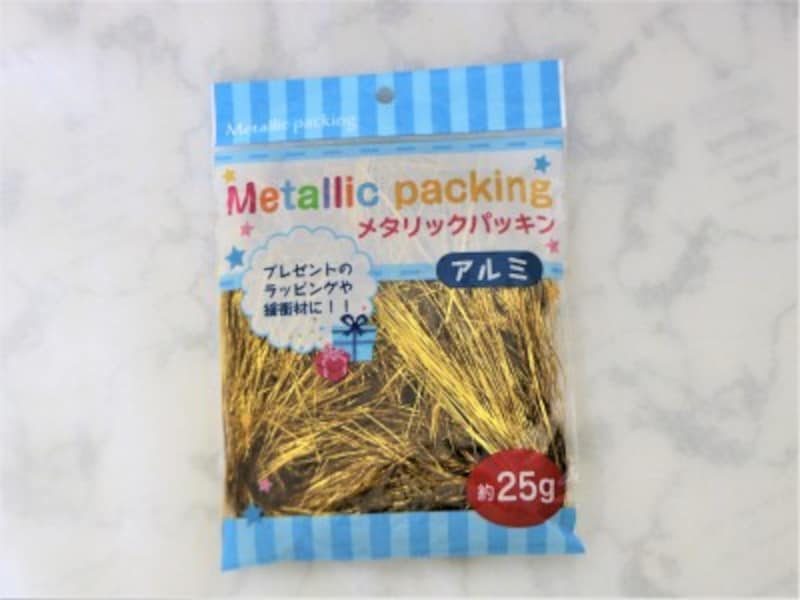 Metallic packing
Metallic packing
メタリックパッキン
アルミ
プレゼントの
ラッピングや
緩衝材に!!
約25g